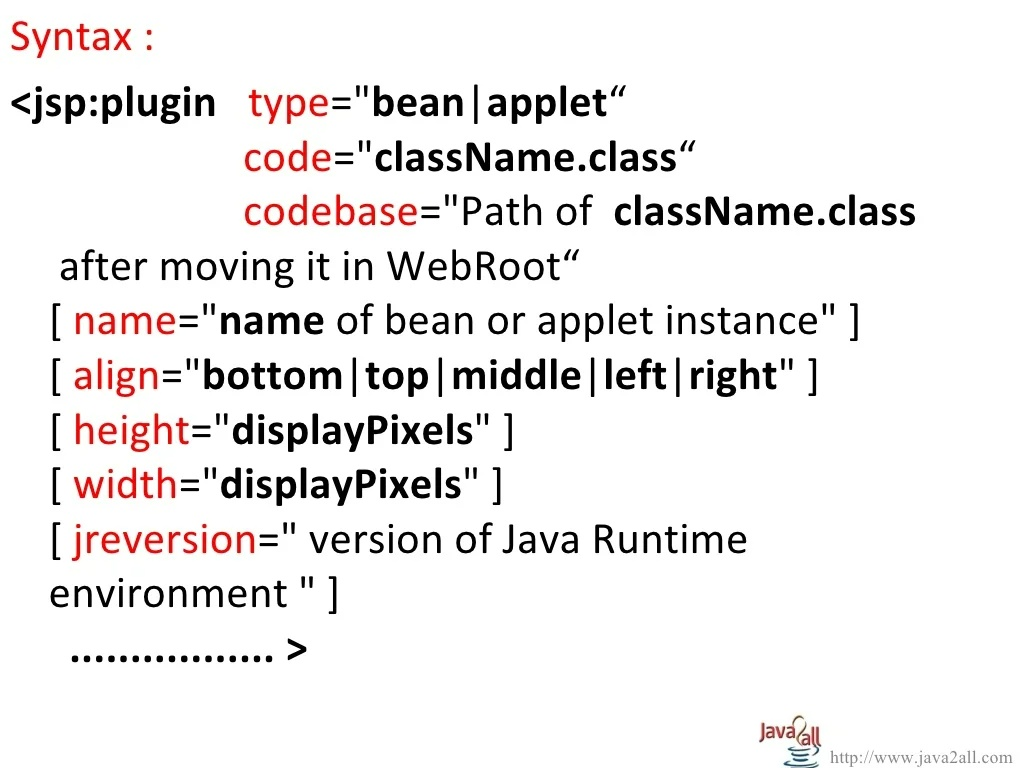 Syntax :
<jsp:plugin type="bean|applet“
code="className.class“
codebase="Path of className.class
after moving it in WebRoot“
[ name="name of bean or applet instance" ]
[ align="bottom|top|middle|left|right" ]
[ height="displayPixels" ]
[ width="displayPixels" ]
[ jreversion=" version of Java Runtime
environment " ]
................. >
Java2all
http://www.java2all.com